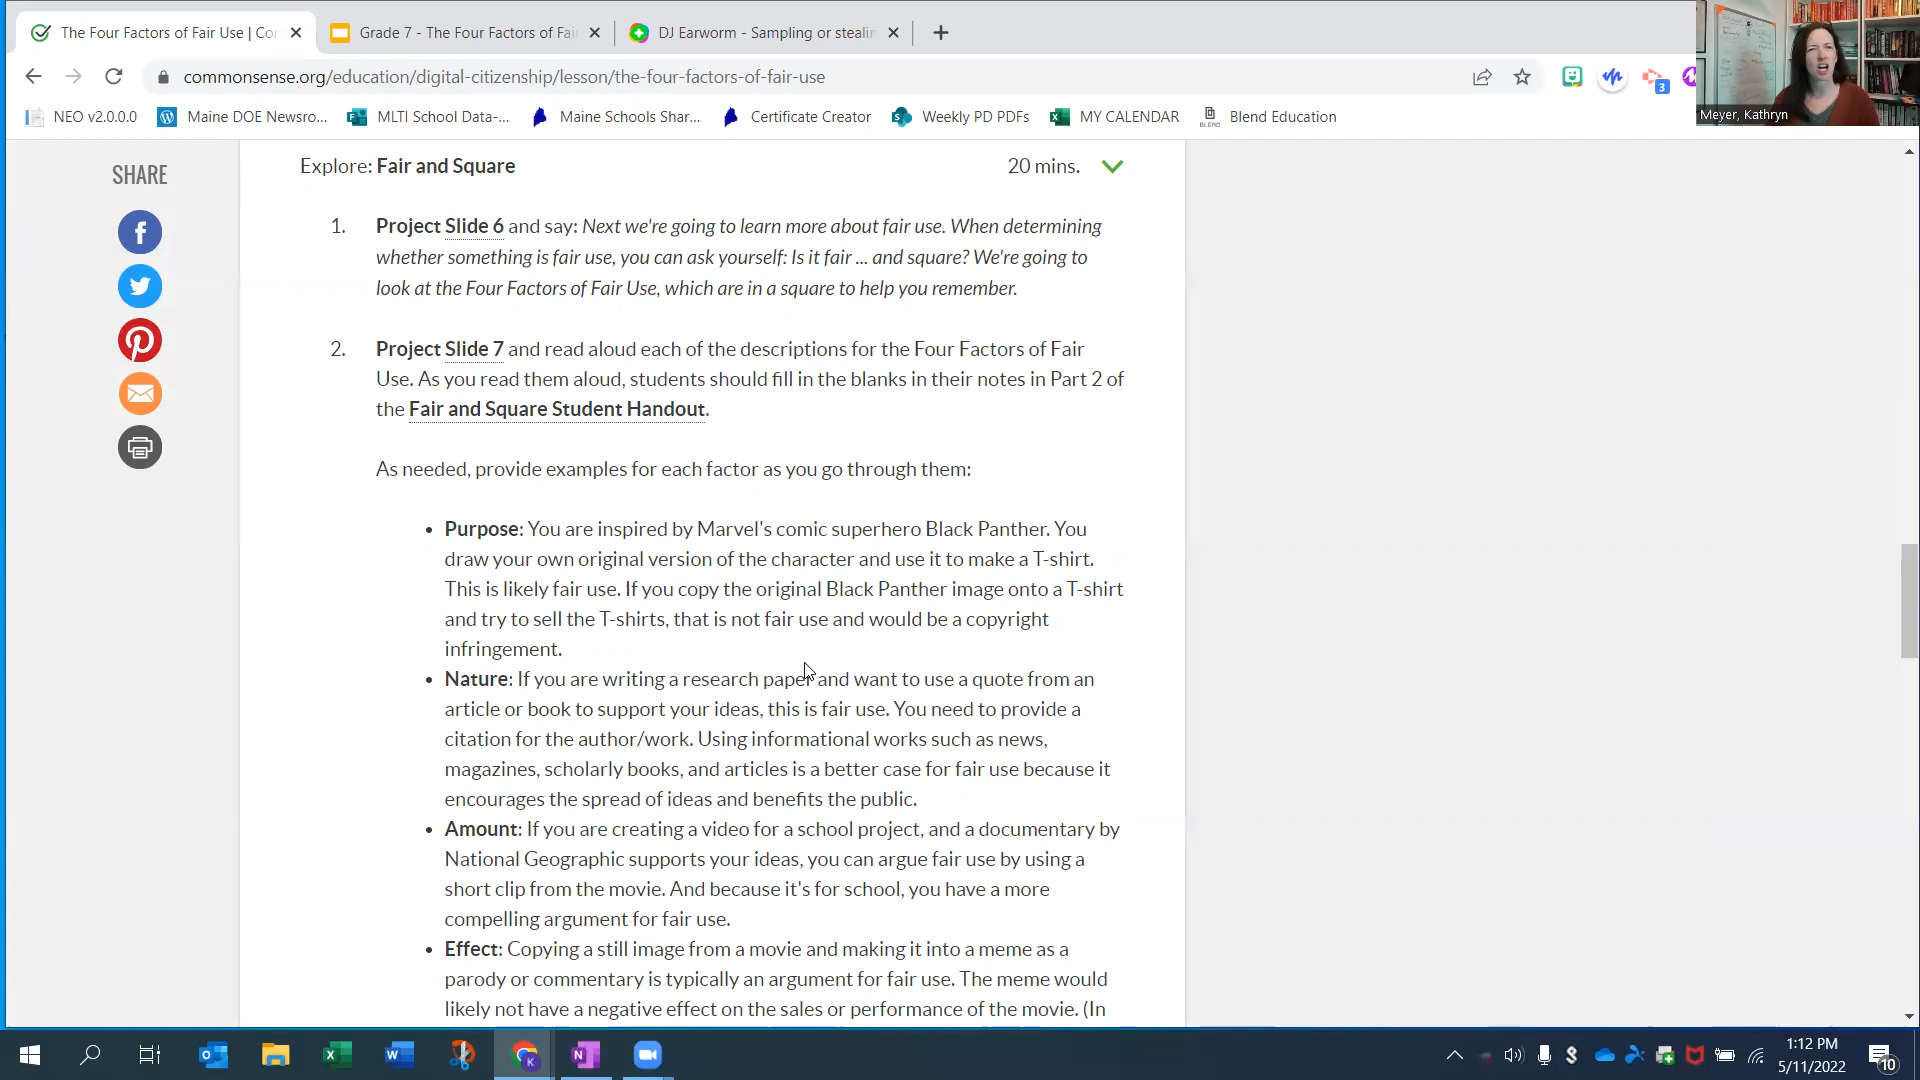 The Four Factors of Fair Use | Co
Grade 7 - The Four Factors of Fai
DJ Earworm - Sampling or stealin
commonsense.org/education/digital-citizenship/lesson/the-four-factors-of-fair-use
3
Meyer, Kathryn
NEO v2.0.0.0
Maine DOE Newsro...
MLTI School Data-...
Maine Schools Shar...
Certificate Creator
Weekly PD PDFs
MY CALENDAR
BLEND
Blend Education
SHARE
Explore: Fair and Square
20 mins.
1. Project Slide 6 and say: Next we're going to learn more about fair use. When determining
whether something is fair use, you can ask yourself: Is it fair ... and square? We're going to
look at the Four Factors of Fair Use, which are in a square to help you remember.
2. Project Slide 7 and read aloud each of the descriptions for the Four Factors of Fair
Use. As you read them aloud, students should fill in the blanks in their notes in Part 2 of
the Fair and Square Student Handout.
As needed, provide examples for each factor as you go through them:
• Purpose: You are inspired by Marvel's comic superhero Black Panther. You
draw your own original version of the character and use it to make a T-shirt.
This is likely fair use. If you copy the original Black Panther image onto a T-shirt
and try to sell the T-shirts, that is not fair use and would be a copyright
infringement.
• Nature: If you are writing a research paper and want to use a quote from an
article or book to support your ideas, this is fair use. You need to provide a
citation for the author/work. Using informational works such as news,
magazines, scholarly books, and articles is a better case for fair use because it
encourages the spread of ideas and benefits the public.
• Amount: If you are creating a video for a school project, and a documentary by
National Geographic supports your ideas, you can argue fair use by using a
short clip from the movie. And because it's for school, you have a more
compelling argument for fair use.
• Effect: Copying a still image from a movie and making it into a meme as a
parody or commentary is typically an argument for fair use. The meme would
likely not have a negative effect on the sales or performance of the movie. (In
1:12 PM
5/11/2022
10